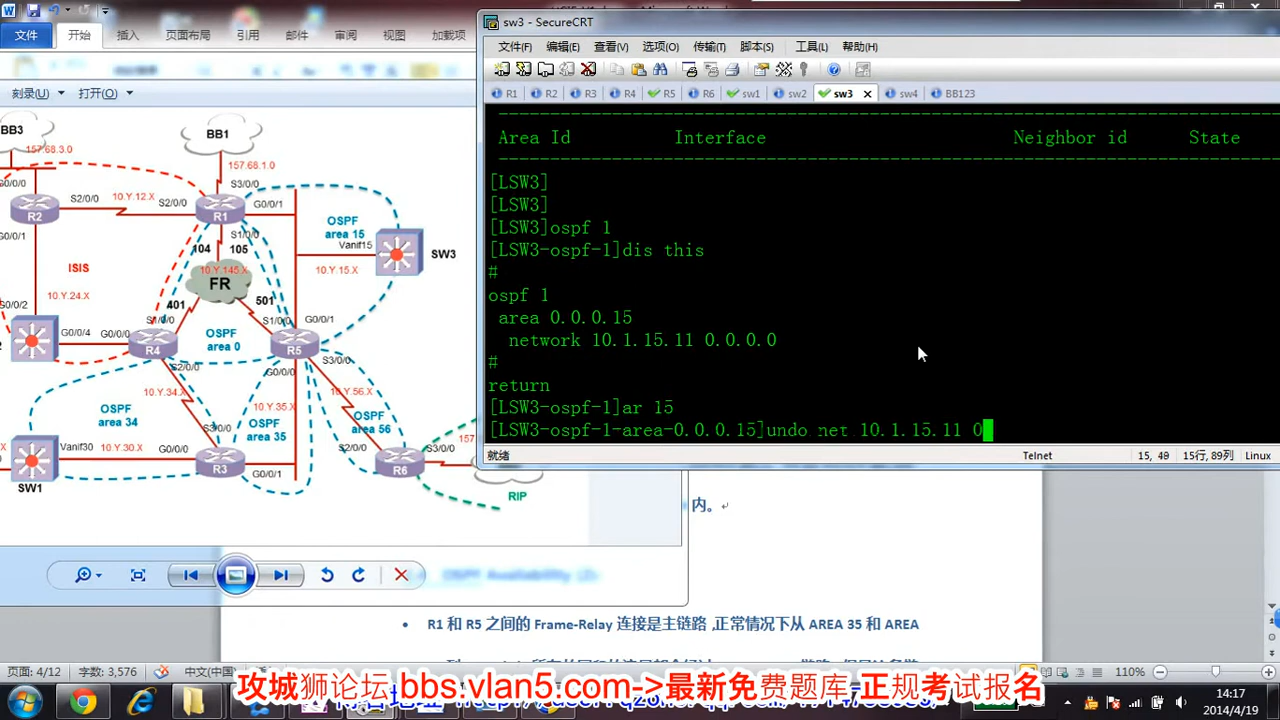 sw3 - SecureCRT
文件 开始 插入 页面布局 引用 邮件 审阅 视图 加载项
文件(F) 编辑(E) 查看(V) 选项(O) 传输(T) 脚本(S) 工具(L) 帮助(H)
刻录(U) 打开(O)
R1 R2 R3 R4 R5 R6 sw1 sw2 sw3 sw4 BB123
Area Id Interface Neighbor id State
[LSW3]
[LSW3]
[LSW3]ospf 1
[LSW3-ospf-1]dis this
#
ospf 1
area 0.0.0.15
network 10.1.15.11 0.0.0.0
#
return
[LSW3-ospf-1]ar 15
[LSW3-ospf-1-area-0.0.0.15]undo net 10.1.15.11 0
就绪 Telnet 15, 49 15行, 89列 Linux
BB3
BB1
157.68.3.0
157.68.1.0
G0/0/0
S3/0/0
R2 S2/0/0 10.Y.12.X S2/0/0 R1 G0/0/1
OSPF
area 15
Vanif15
SW3
G0/0/1
S1/0/0
104 105
10.Y.15.X
10.Y.145.X
ISIS
FR
10.Y.24.X
401 501
S0/0/2
S1/0/0
S1/0/0
G0/0/1
G0/0/4 G0/0/0 R4
OSPF
area 0
R5
S2/0/0
G0/0/0
S3/0/0
OSPF
area 34
10.Y.34.X
10.Y.35.X
10.Y.56.X
OSPF
area 35
OSPF
area 56
S3/0/0
157
Vanif30 10.Y.30.X G0/0/0
R3
G0/0/1
S2/0/0
R6
S3/0/0
SW1
RIP
内。
OSPF Availability (2)
• R1 和 R5 之间的 Frame-Relay 连接是主链路 ,正常情况下从 AREA 35 和 AREA
页面: 4/12 字数: 3,576 中文(中国) 110%
攻城狮论坛 bbs.vlan5.com->最新免费题库 正规考试报名
14:17
2014/4/19